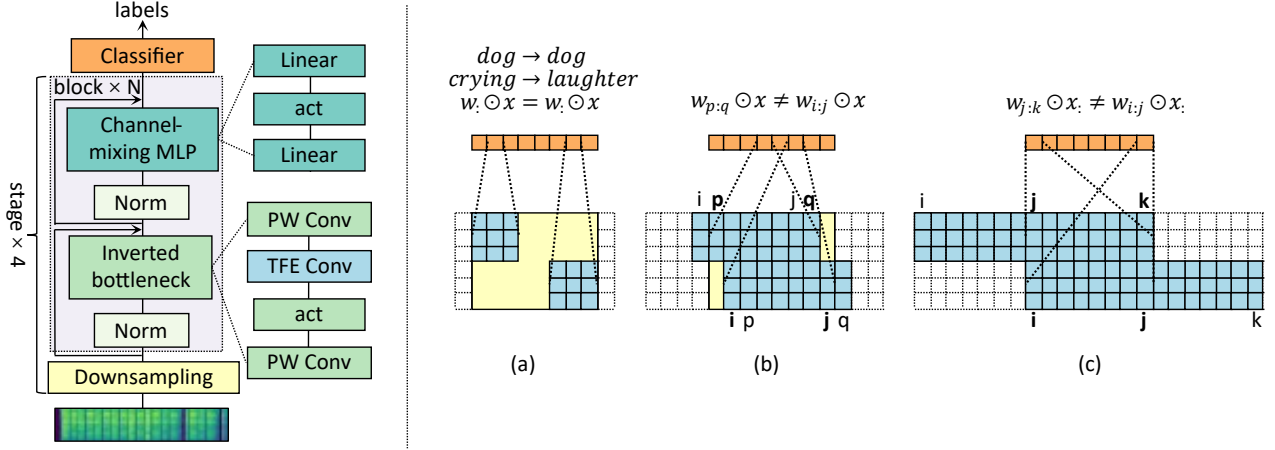 labels
Classifier
block × N
Channel-
mixing MLP
Norm
Inverted
bottleneck
Norm
Downsampling
stage × 4
Linear
act
Linear
PW Conv
TFE Conv
act
PW Conv
dog → dog
crying → laughter
w: ⊙ x = w: ⊙ x
(a)
w_{p:q} ⊙ x ≠ w_{i:j} ⊙ x
i p j q
i p j q
(b)
w_{j:k} ⊙ x: ≠ w_{i:j} ⊙ x:
i j k
i j k
(c)